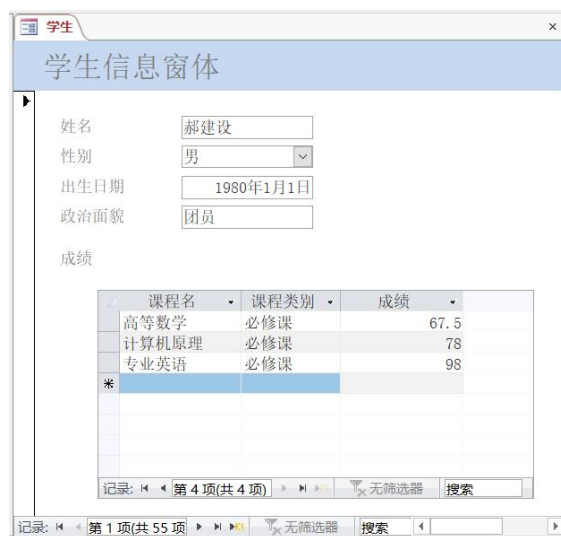 学生
学生信息窗体
姓名 郝建设
性别 男
出生日期 1980年1月1日
政治面貌 团员
成绩
课程名 课程类别 成绩
高等数学 必修课 67.5
计算机原理 必修课 78
专业英语 必修课 98
记录: 第 4 项(共 4 项) 无筛选器 搜索
记录: 第 1 项(共 55 项 无筛选器 搜索